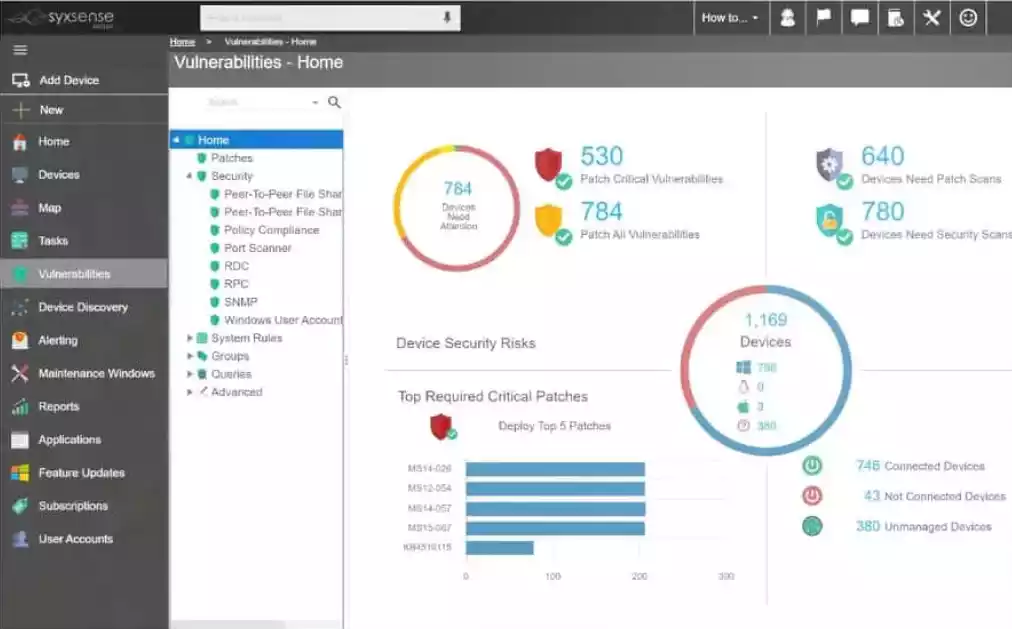 syxsense
How to...
Home > Vulnerabilities - Home
Vulnerabilities - Home
Add Device
New
Home
Devices
Map
Tasks
Vulnerabilities
Device Discovery
Alerting
Maintenance Windows
Reports
Applications
Feature Updates
Subscriptions
User Accounts
Search
Home
Patches
Security
Peer-To-Peer File Shar
Peer-To-Peer File Shar
Policy Compliance
Port Scanner
RDC
RPC
SNMP
Windows User Account
System Rules
Groups
Queries
Advanced
784
Devices
Need
Attention
530
Patch Critical Vulnerabilities
784
Patch All Vulnerabilities
640
Devices Need Patch Scans
780
Devices Need Security Scans
Device Security Risks
1,169
Devices
0
3
380
Top Required Critical Patches
Deploy Top 5 Patches
MS14-026
MS12-054
MS14-057
MS15-067
0 100 200 300
746 Connected Devices
43 Not Connected Devices
380 Unmanaged Devices